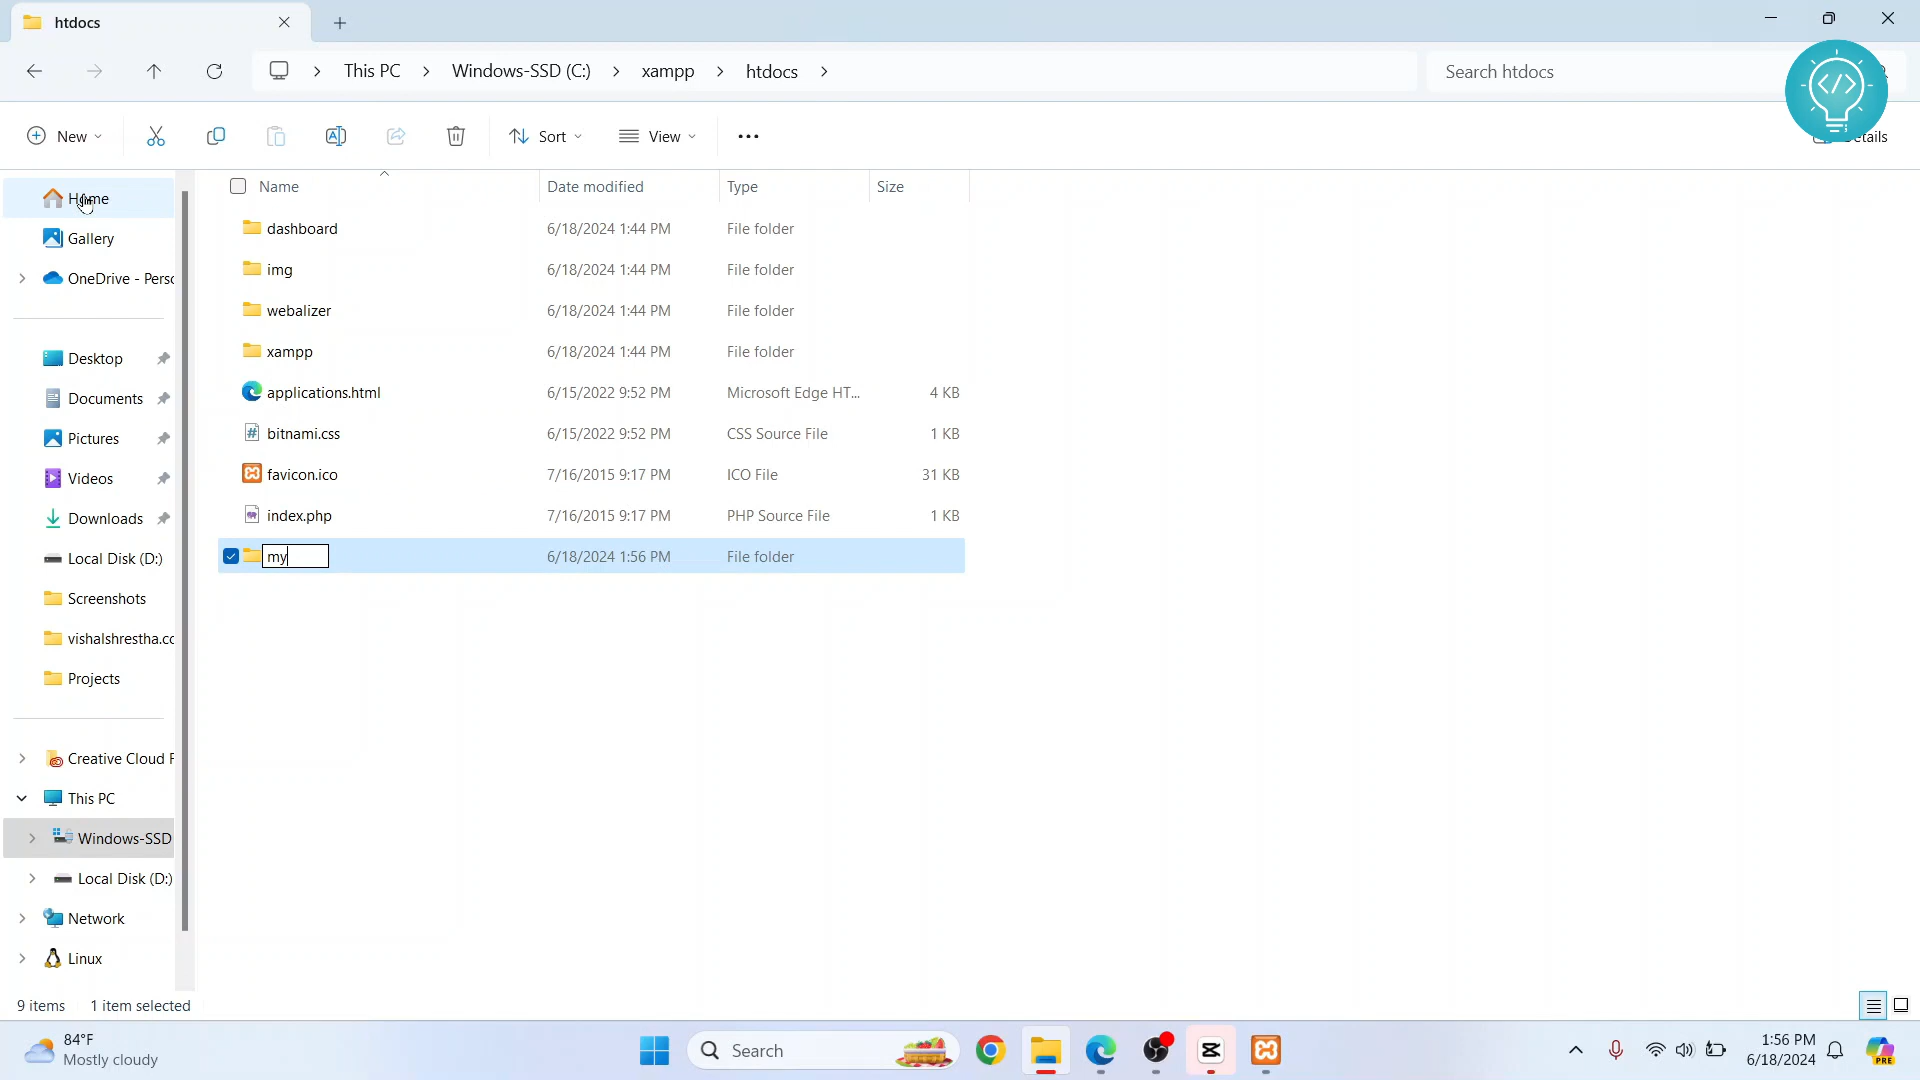 htdocs
This PC
Windows-SSD (C:)
xampp
htdocs
Search htdocs
</>
New
Sort
View
Home
Gallery
OneDrive - Perso
Desktop
Documents
Pictures
Videos
Downloads
Local Disk (D:)
Screenshots
vishalshrestha.co
Projects
Creative Cloud F
This PC
Windows-SSD
Local Disk (D:)
Network
Linux
Name Date modified Type Size
dashboard 6/18/2024 1:44 PM File folder
img 6/18/2024 1:44 PM File folder
webalizer 6/18/2024 1:44 PM File folder
xampp 6/18/2024 1:44 PM File folder
applications.html 6/15/2022 9:52 PM Microsoft Edge HT... 4 KB
bitnami.css 6/15/2022 9:52 PM CSS Source File 1 KB
favicon.ico 7/16/2015 9:17 PM ICO File 31 KB
index.php 7/16/2015 9:17 PM PHP Source File 1 KB
my 6/18/2024 1:56 PM File folder
9 items 1 item selected
84°F
Mostly cloudy
Search
1:56 PM
6/18/2024
PRE